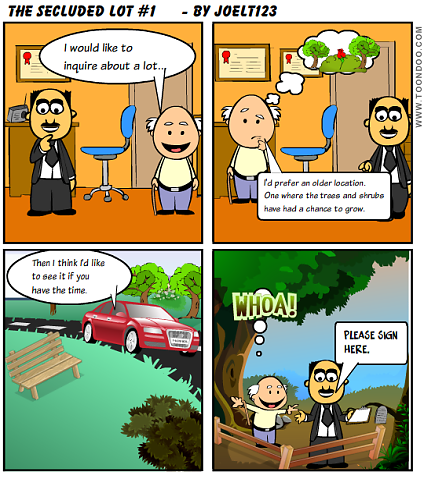 THE SECLUDED LOT #1 - BY JOELT123
I would like to
inquire about a lot...
I'd prefer an older location.
One where the trees and shrubs
have had a chance to grow.
WWW.TOONDOO.COM
Then I think I'd like
to see it if you
have the time.
WHOA!
PLEASE SIGN
HERE.